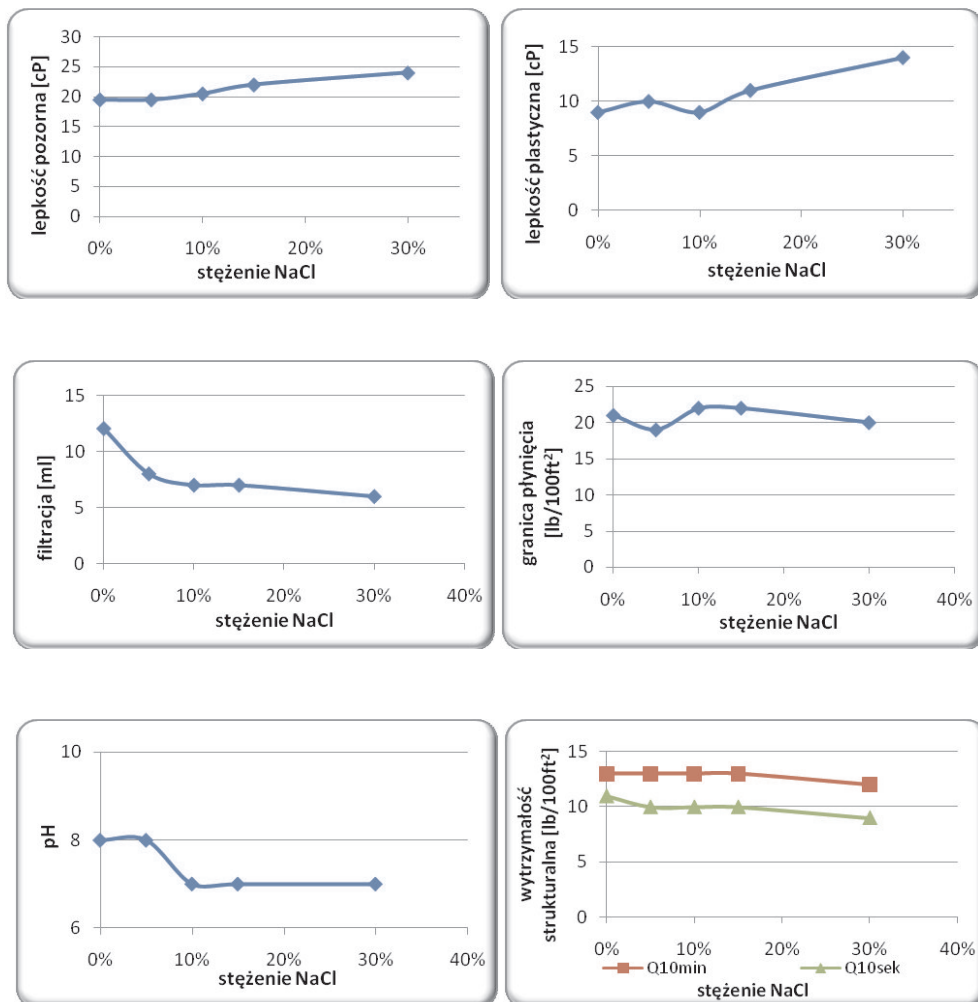 lepkość pozorna [cP]
30
25
20
15
10
5
0
0% 10% 20% 30%
stężenie NaCl
lepkość plastyczna [cP]
15
10
5
0
0% 10% 20% 30%
stężenie NaCl
filtracja [ml]
15
10
5
0
0% 10% 20% 30% 40%
stężenie NaCl
granica płynięcia
[lb/100ft²]
25
20
15
10
5
0
0% 10% 20% 30% 40%
stężenie NaCl
pH
10
8
6
0% 10% 20% 30% 40%
stężenie NaCl
wytrzymałość
strukturalna [lb/100ft²]
15
10
5
0
0% 10% 20% 30% 40%
Q10min Q10sek
stężenie NaCl